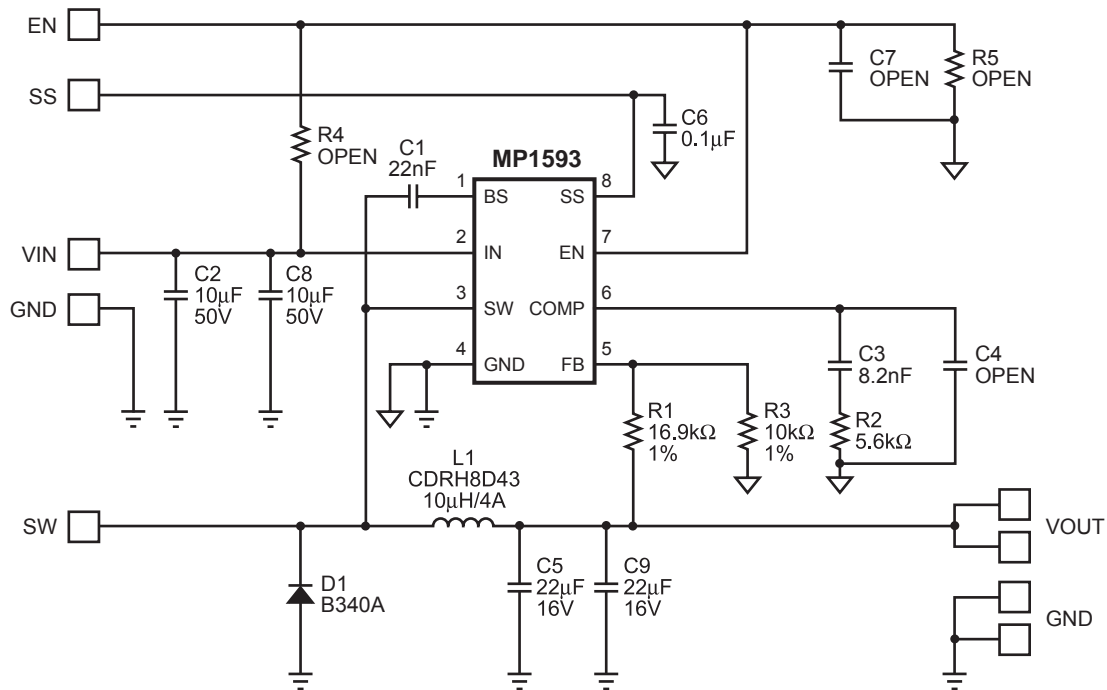 EN
C7
OPEN
R5
OPEN
SS
C6
0.1µF
R4
OPEN
C1
22nF
MP1593
1
BS
SS
8
VIN
2
IN
EN
7
C2
10µF
50V
C8
10µF
50V
GND
3
SW
COMP
6
4
GND
FB
5
C3
8.2nF
C4
OPEN
R1
16.9kΩ
1%
R3
10kΩ
1%
R2
5.6kΩ
L1
CDRH8D43
10µH/4A
SW
VOUT
D1
B340A
C5
22µF
16V
C9
22µF
16V
GND